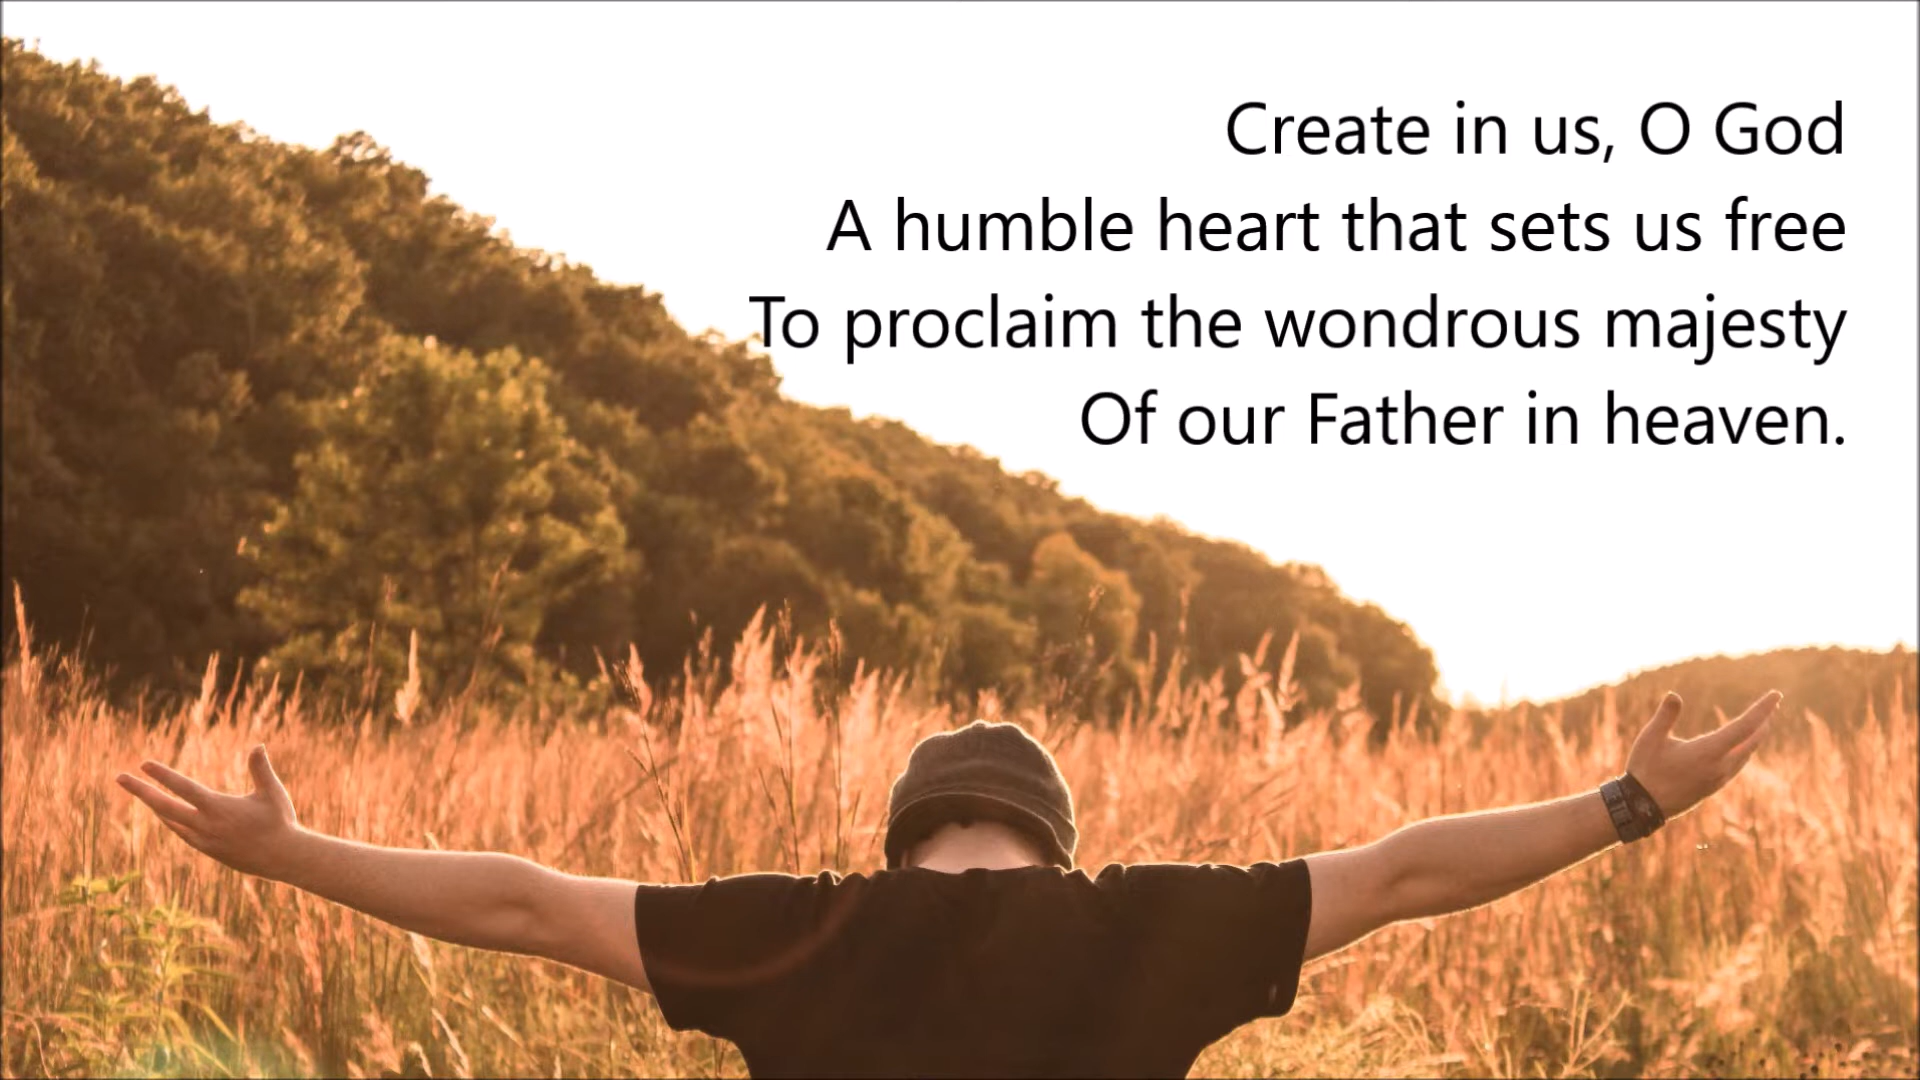 Create in us, O God
A humble heart that sets us free
To proclaim the wondrous majesty
Of our Father in heaven.